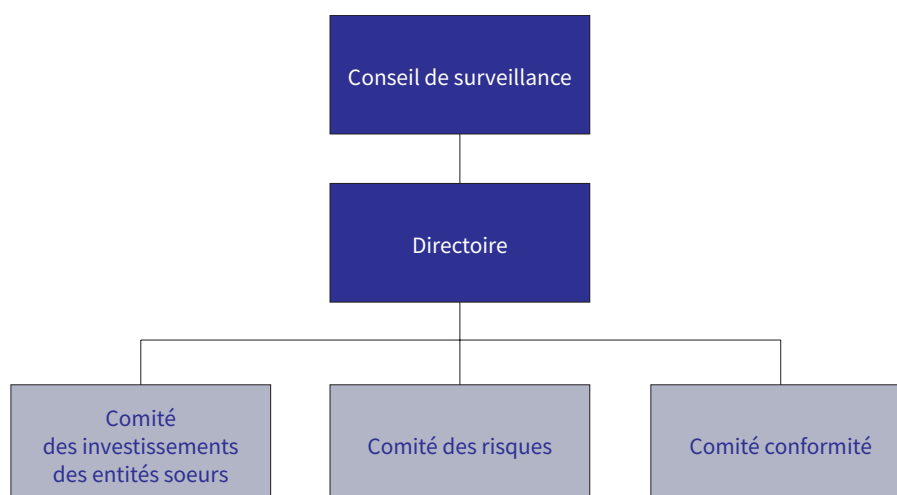 Conseil de surveillance
Directoire
Comité
des investissements
des entités soeurs
Comité des risques
Comité conformité